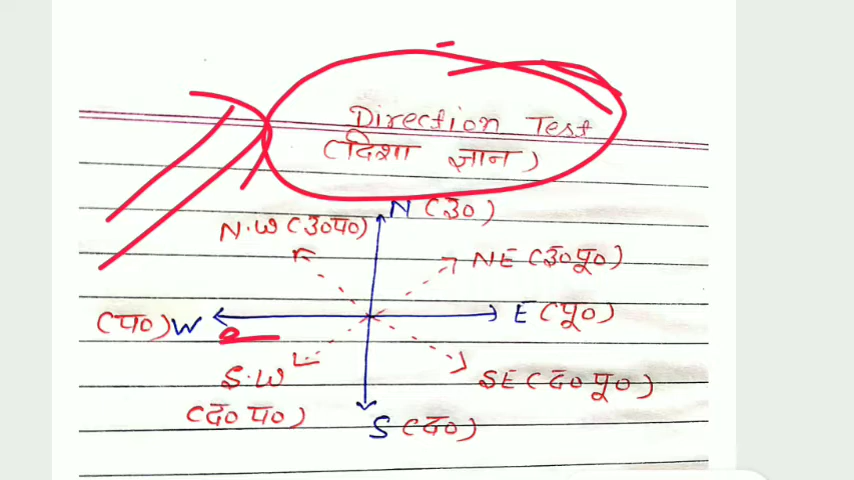 Direction Test
(दिशा ज्ञान)
N (उ०)
N.W (उ०प०)
NE (उ०पू०)
(प०) W
E (पू०)
S.W
(द०प०)
SE (द०पू०)
S (द०)